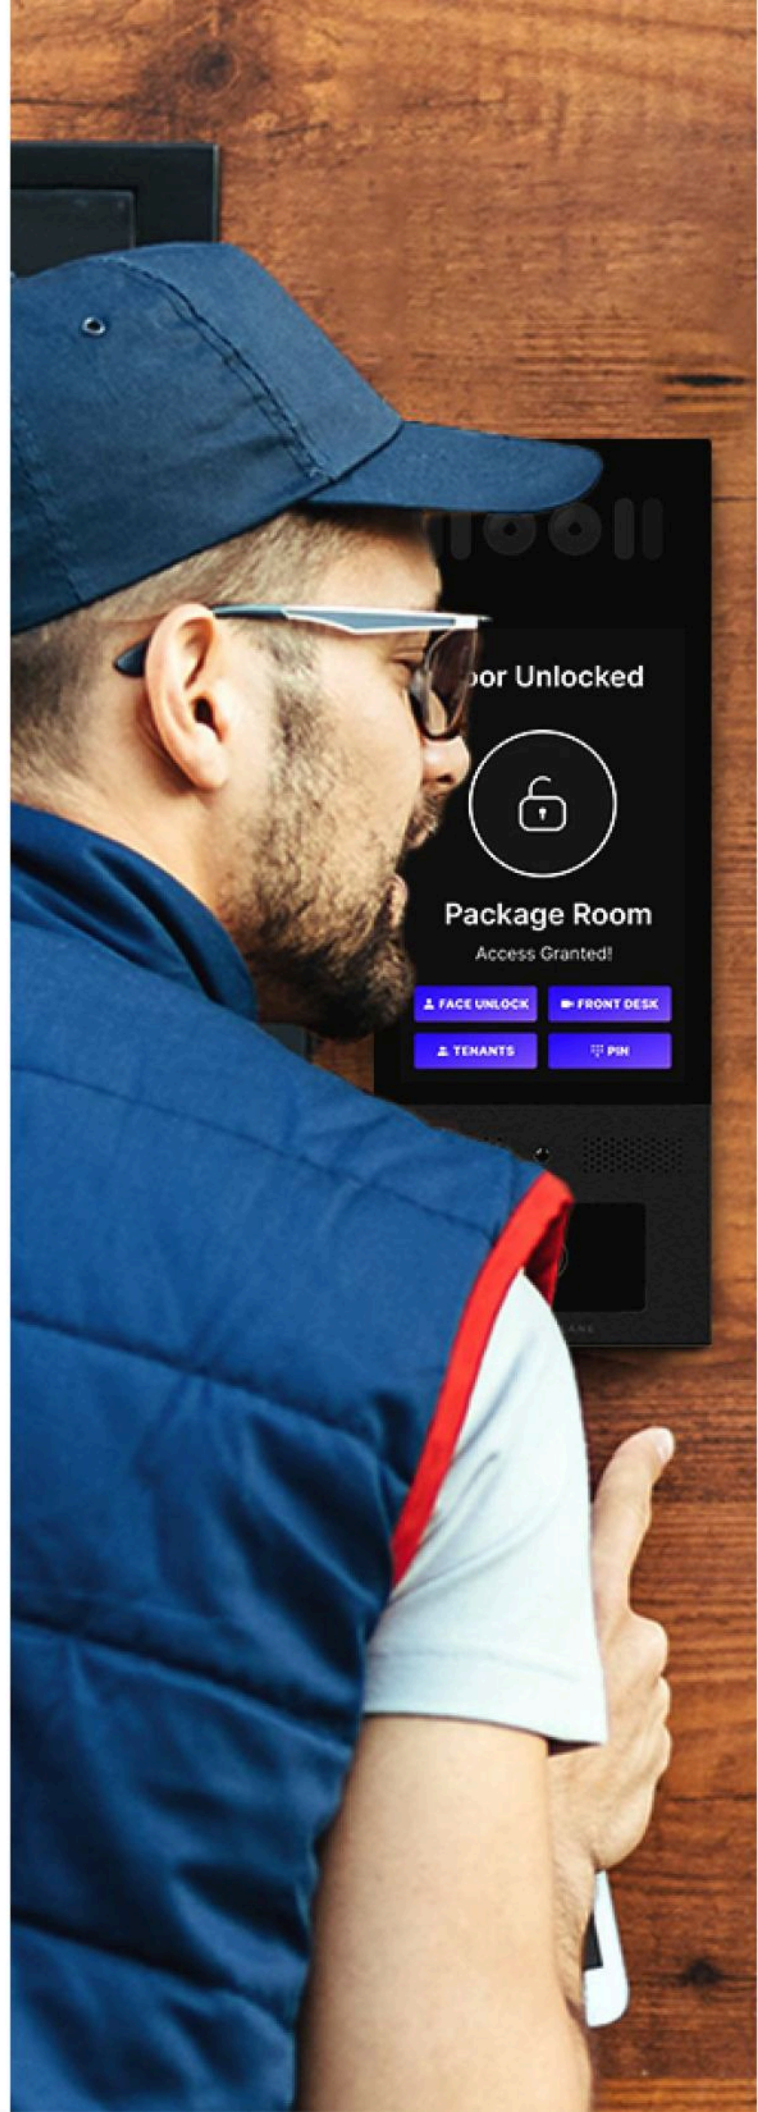 oor Unlocked
Package Room
Access Granted!
FACE UNLOCK
FRONT DESK
TENANTS
PIN